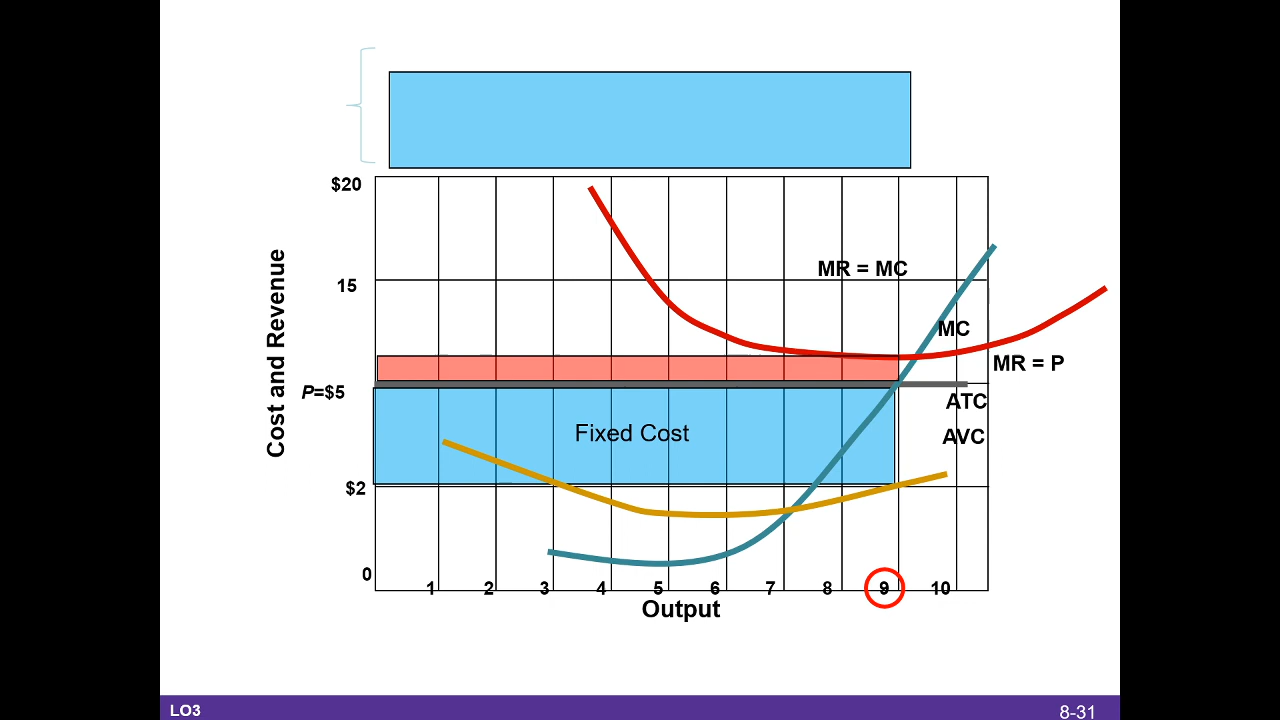 $20
MR = MC
15
MC
MR = P
P=$5
ATC
Fixed Cost
AVC
$2
0
1 2 3 4 5 6 7 8 9 10
Output
Cost and Revenue
LO3
8-31